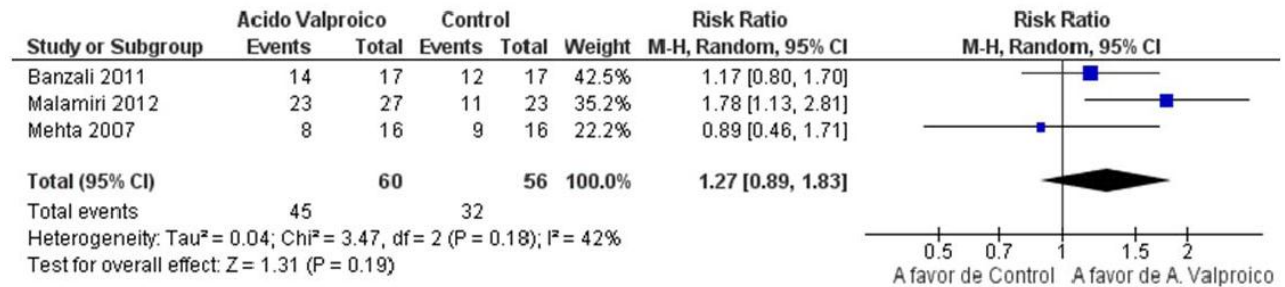 Acido Valproico Control Risk Ratio Risk Ratio
Study or Subgroup Events Total Events Total Weight M-H, Random, 95% CI M-H, Random, 95% CI
Banzali 2011 14 17 12 17 42.5% 1.17 [0.80, 1.70]
Malamiri 2012 23 27 11 23 35.2% 1.78 [1.13, 2.81]
Mehta 2007 8 16 9 16 22.2% 0.89 [0.46, 1.71]
Total (95% CI) 60 56 100.0% 1.27 [0.89, 1.83]
Total events 45 32
Heterogeneity: Tau² = 0.04; Chi² = 3.47, df = 2 (P = 0.18); I² = 42%
Test for overall effect: Z = 1.31 (P = 0.19)
0.5 0.7 1 1.5 2
A favor de Control A favor de A. Valproico